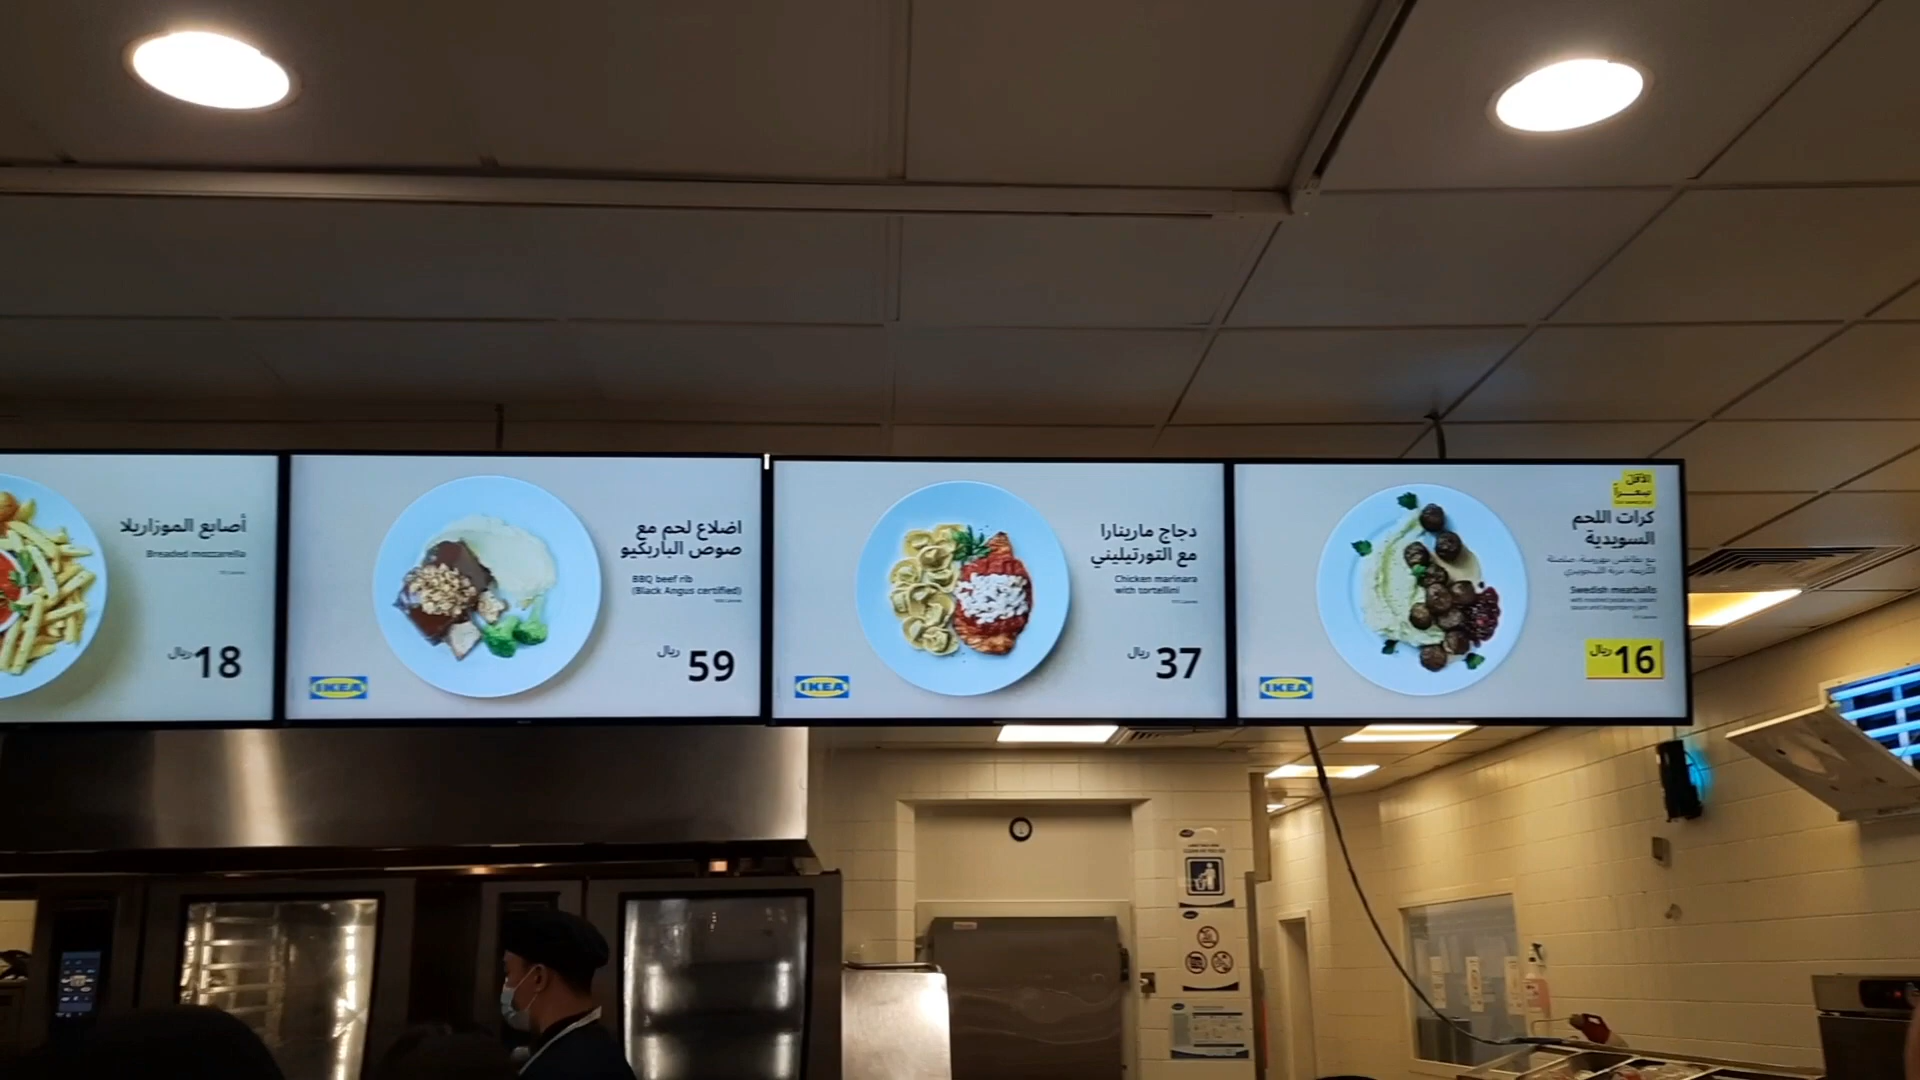 أصابع الموزاريلا
Breaded mozzarella
ريال 18
اضلاع لحم مع
صوص الباربكيو
BBQ beef rib
(Black Angus certified)
ريال 59
IKEA
دجاج مارينارا
مع التورتيليني
Chicken marinara
with tortellini
ريال 37
IKEA
الأقل
سعراً
كرات اللحم
السويدية
Swedish meatballs
ريال 16
IKEA